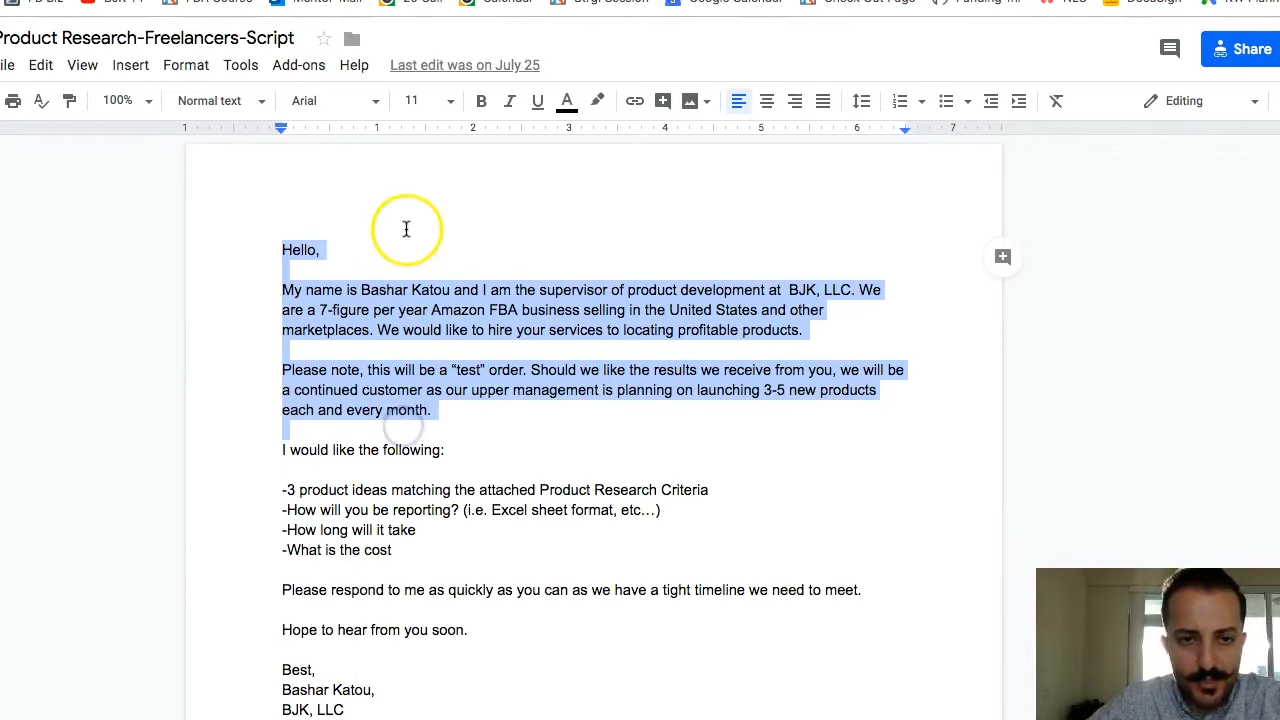 Product Research-Freelancers-Script
Edit View Insert Format Tools Add-ons Help Last edit was on July 25
Share
100% Normal text Arial 11 Editing
1 1 2 3 4 5 6 7
Hello,
My name is Bashar Katou and I am the supervisor of product development at BJK, LLC. We
are a 7-figure per year Amazon FBA business selling in the United States and other
marketplaces. We would like to hire your services to locating profitable products.
Please note, this will be a “test” order. Should we like the results we receive from you, we will be
a continued customer as our upper management is planning on launching 3-5 new products
each and every month.
I would like the following:
-3 product ideas matching the attached Product Research Criteria
-How will you be reporting? (i.e. Excel sheet format, etc…)
-How long will it take
-What is the cost
Please respond to me as quickly as you can as we have a tight timeline we need to meet.
Hope to hear from you soon.
Best,
Bashar Katou,
BJK, LLC